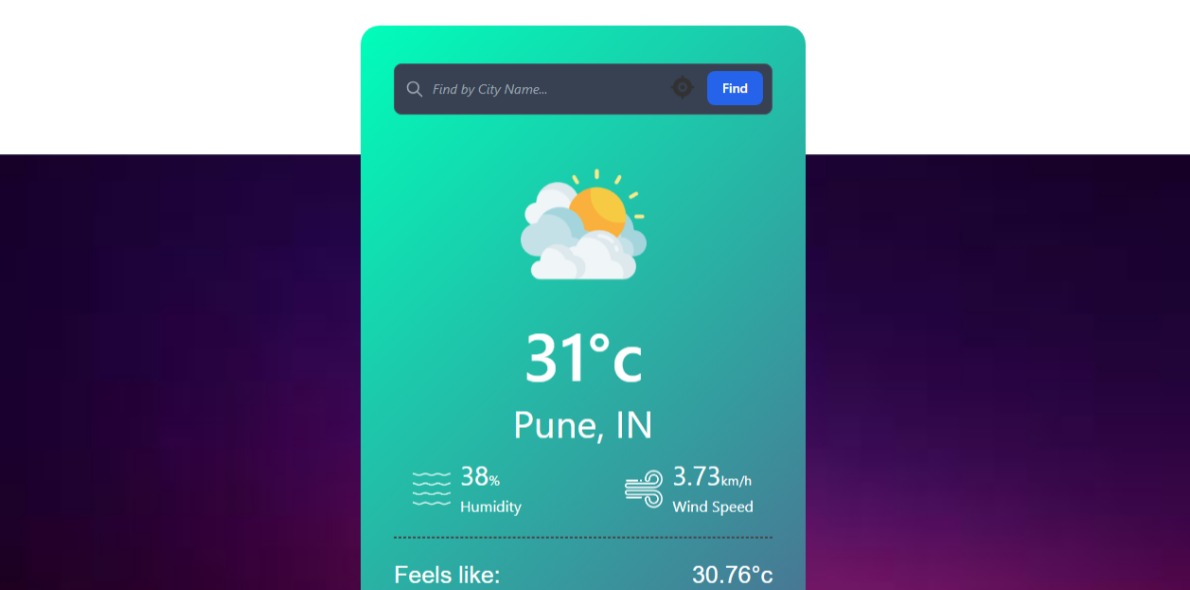 Find by City Name... Find
31°c
Pune, IN
38% 3.73km/h
Humidity Wind Speed
Feels like: 30.76°c